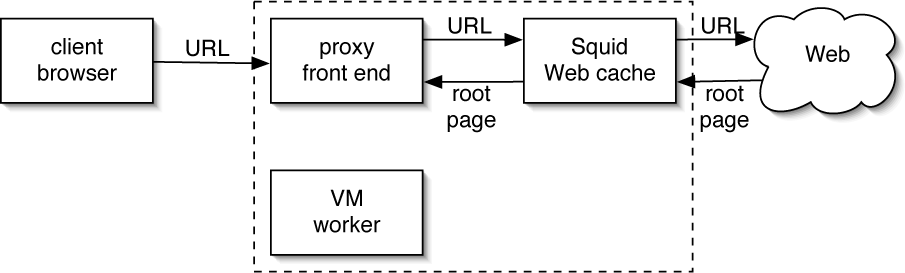 client
browser
URL
proxy
front end
URL
root
page
Squid
Web cache
URL
root
page
Web
VM
worker